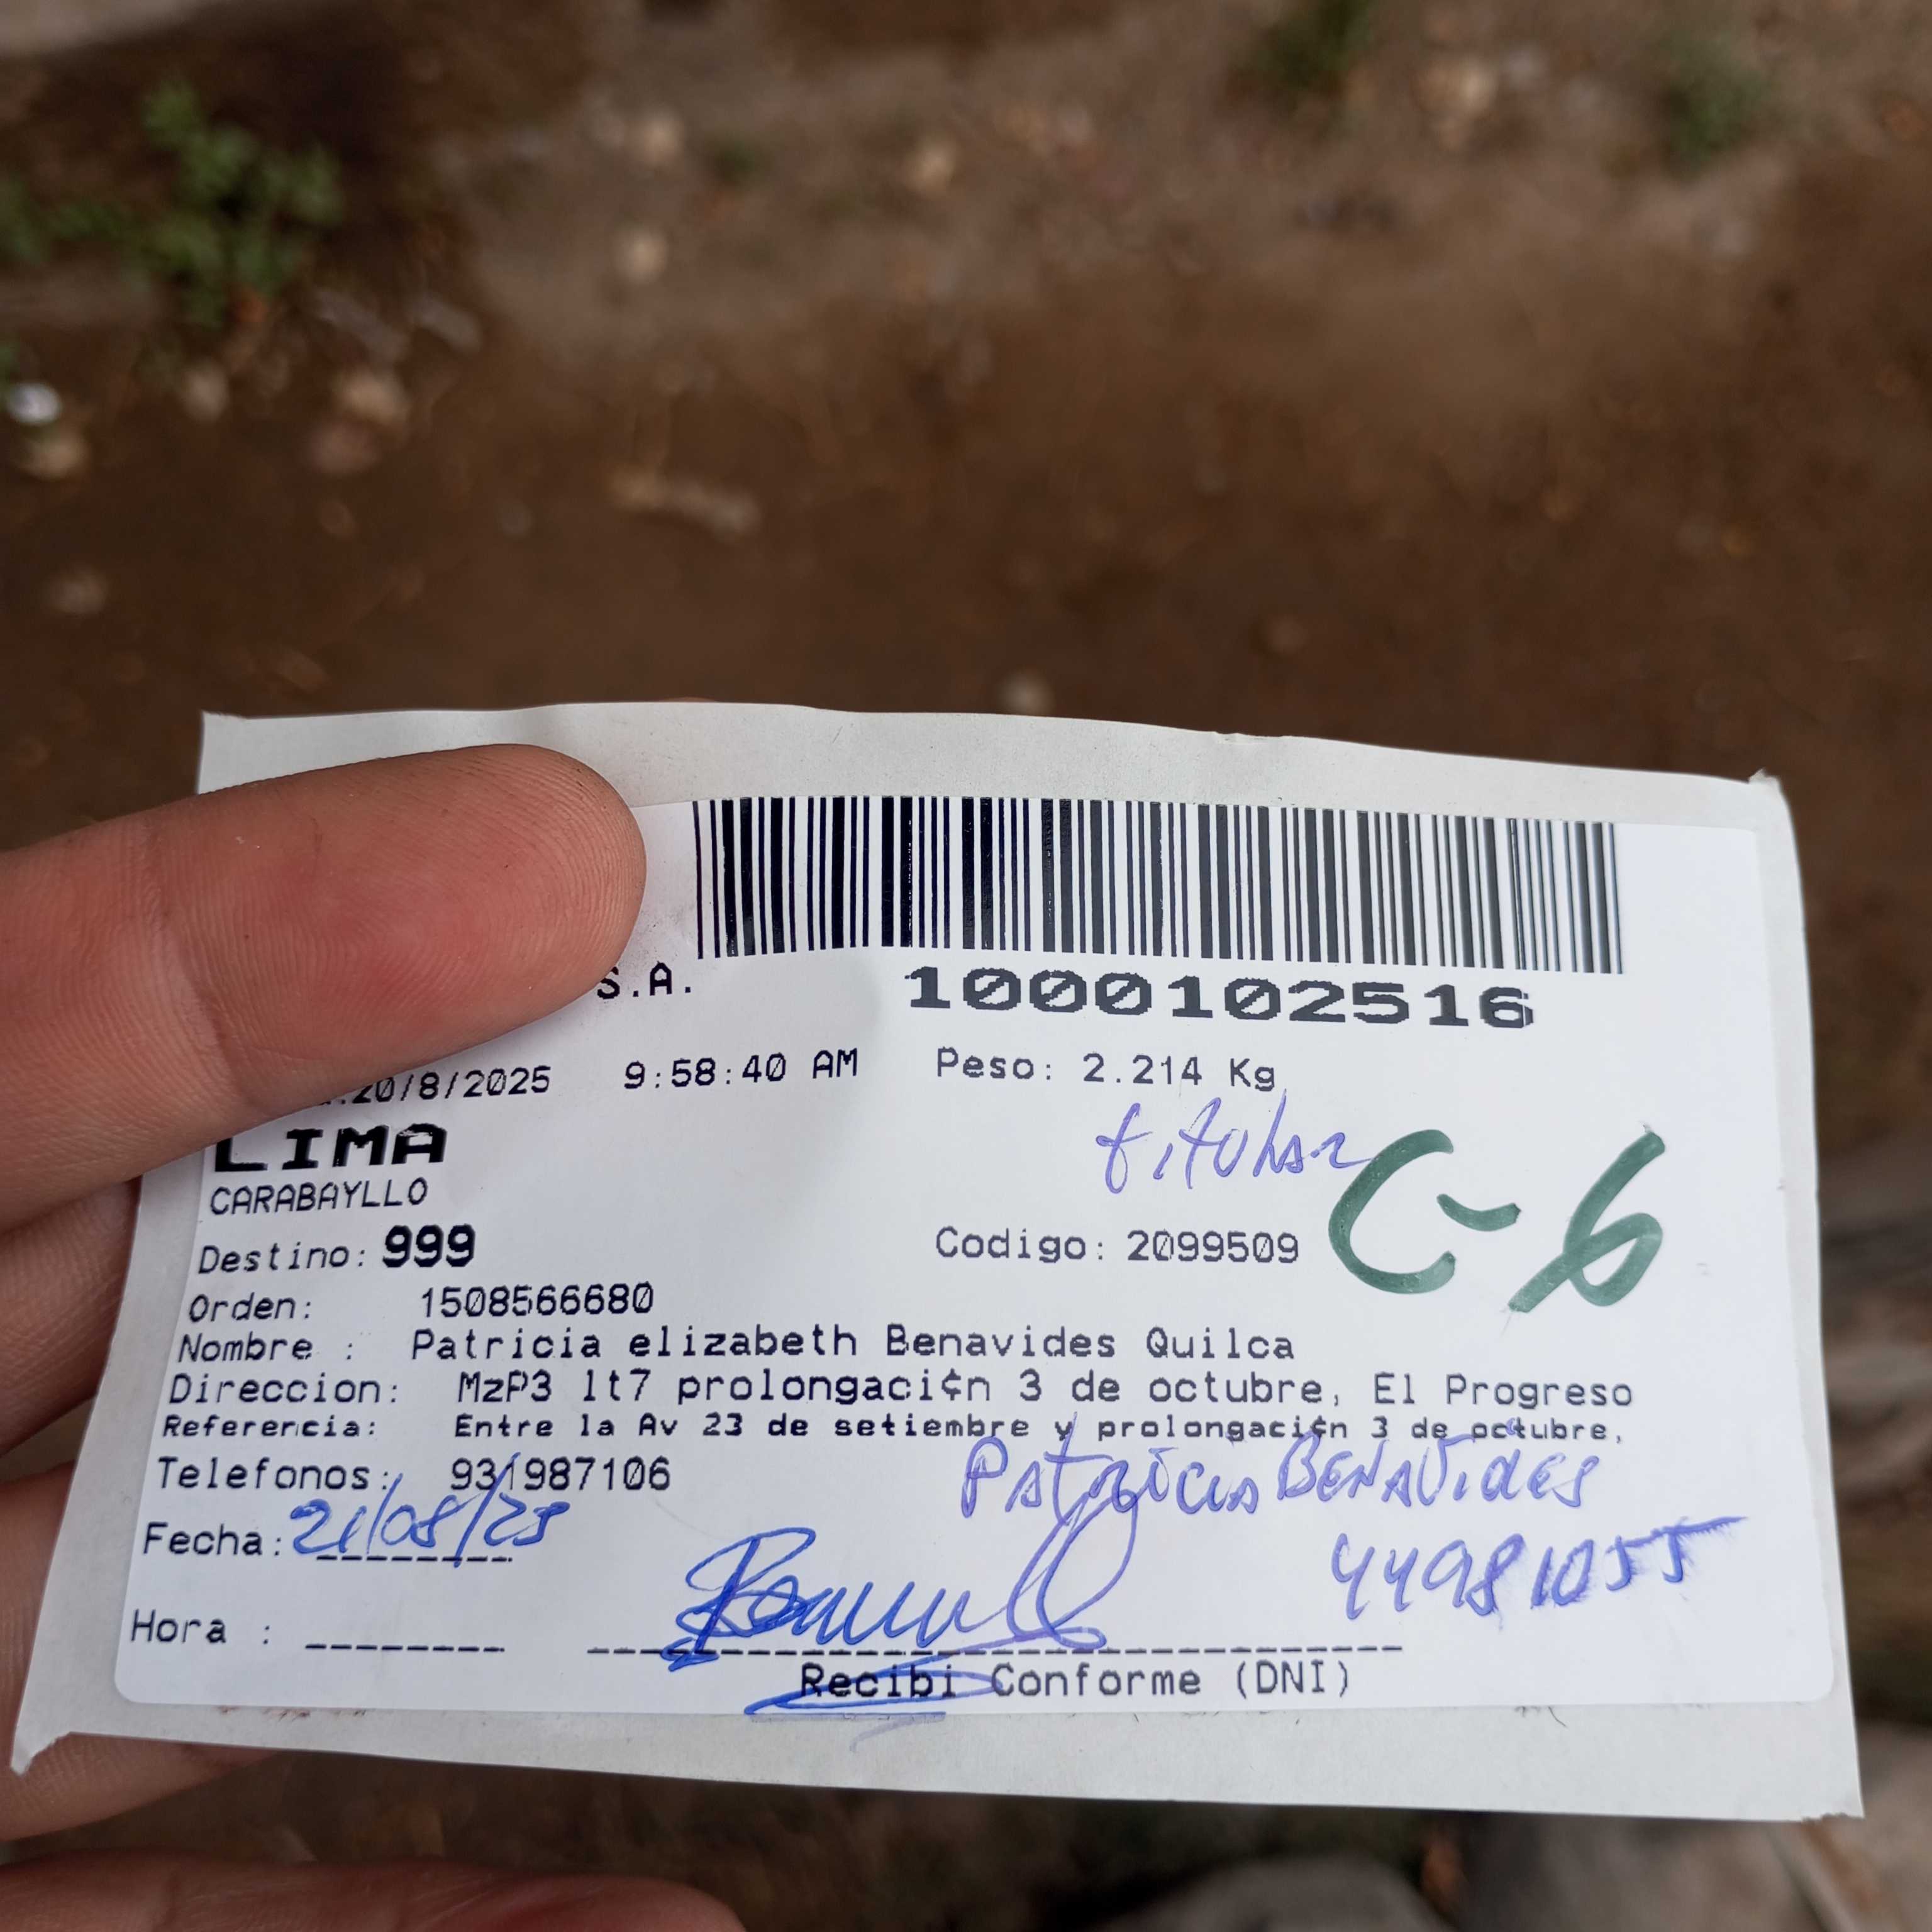 S.A.
1000102516
20/8/2025 9:58:40 AM Peso: 2.214 Kg
LIMA
titular
CARABAYLLO
C-6
Destino: 999 Codigo: 2099509
Orden: 1508566680
Nombre : Patricia elizabeth Benavides Quilca
Direccion: MzP3 lt7 prolongaci¢n 3 de octubre, El Progreso
Referencia: Entre la Av 23 de setiembre y prolongaci¢n 3 de octubre,
Telefonos: 931987106
Patricia BENAVides
Fecha: 21/08/25
44981055
Hora :
Recibi Conforme (DNI)